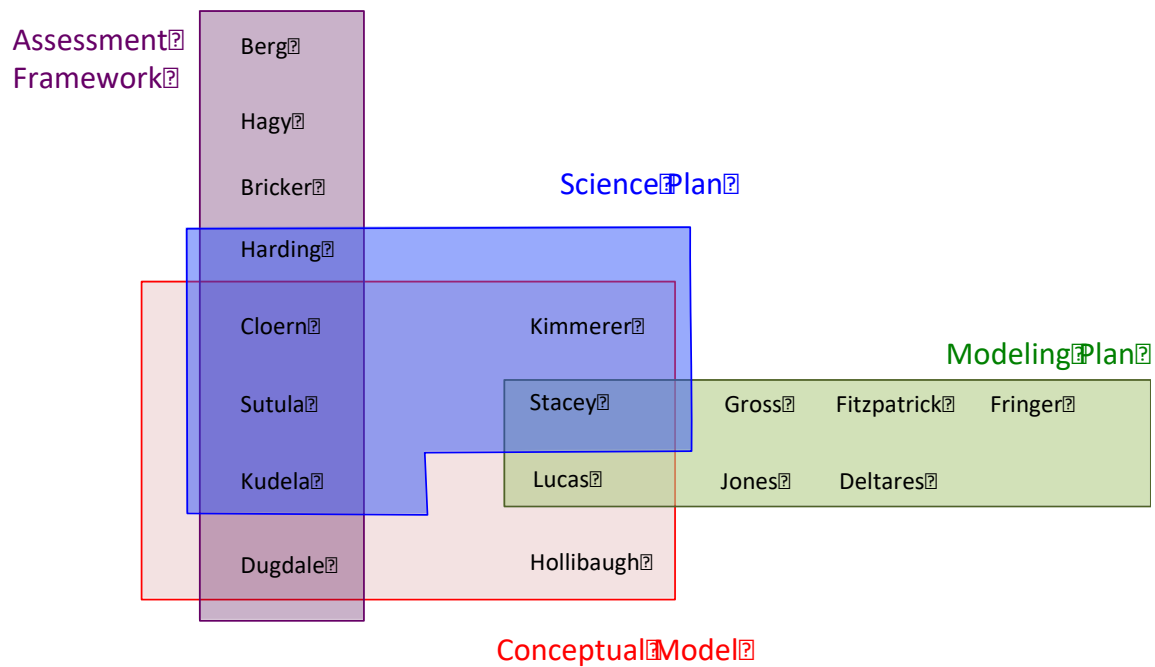 Assessment⍰
Framework⍰
Berg⍰
Hagy⍰
Bricker⍰
Science⍰Plan⍰
Harding⍰
Cloern⍰ Kimmerer⍰
Modeling⍰Plan⍰
Sutula⍰ Stacey⍰ Gross⍰ Fitzpatrick⍰ Fringer⍰
Kudela⍰ Lucas⍰ Jones⍰ Deltares⍰
Dugdale⍰ Hollibaugh⍰
Conceptual⍰Model⍰